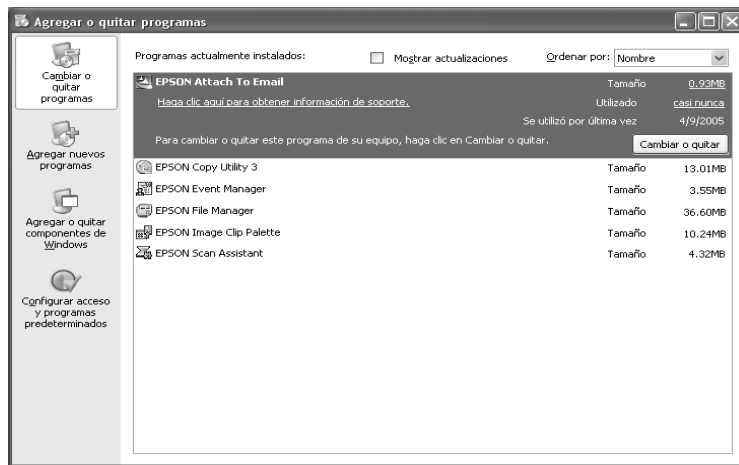 Agregar o quitar programas
Cambiar o
quitar
programas
Agregar nuevos
programas
Agregar o quitar
componentes de
Windows
Configurar acceso
y programas
predeterminados
Programas actualmente instalados:
Mostrar actualizaciones
Ordenar por: Nombre
EPSON Attach To Email Tamaño 0.93MB
Haga clic aquí para obtener información de soporte. Utilizado casi nunca
Se utilizó por última vez 4/9/2005
Para cambiar o quitar este programa de su equipo, haga clic en Cambiar o quitar. Cambiar o quitar
EPSON Copy Utility 3 Tamaño 13.01MB
EPSON Event Manager Tamaño 3.55MB
EPSON File Manager Tamaño 36.60MB
EPSON Image Clip Palette Tamaño 10.24MB
EPSON Scan Assistant Tamaño 4.32MB